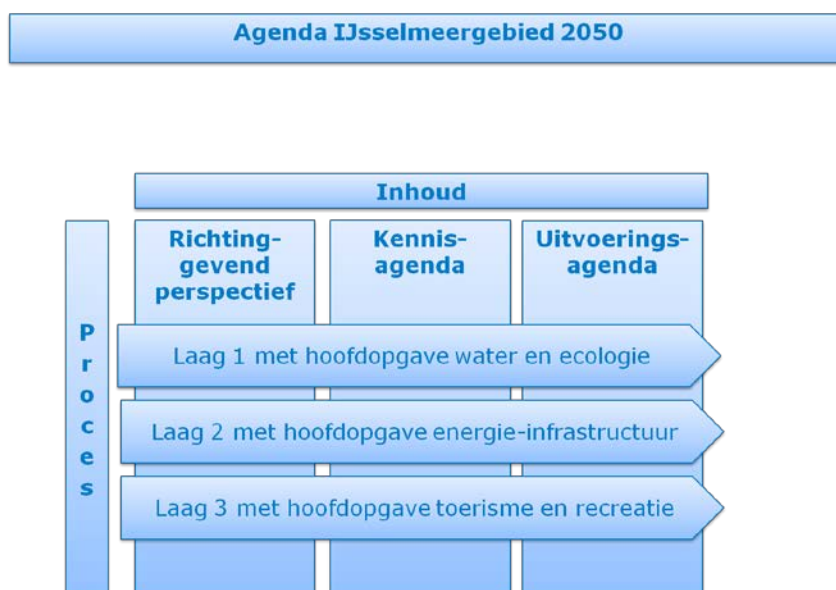 Agenda IJsselmeergebied 2050
Inhoud
Proces
Richting-
gevend
perspectief
Kennis-
agenda
Uitvoerings-
agenda
Laag 1 met hoofdopgave water en ecologie
Laag 2 met hoofdopgave energie-infrastructuur
Laag 3 met hoofdopgave toerisme en recreatie